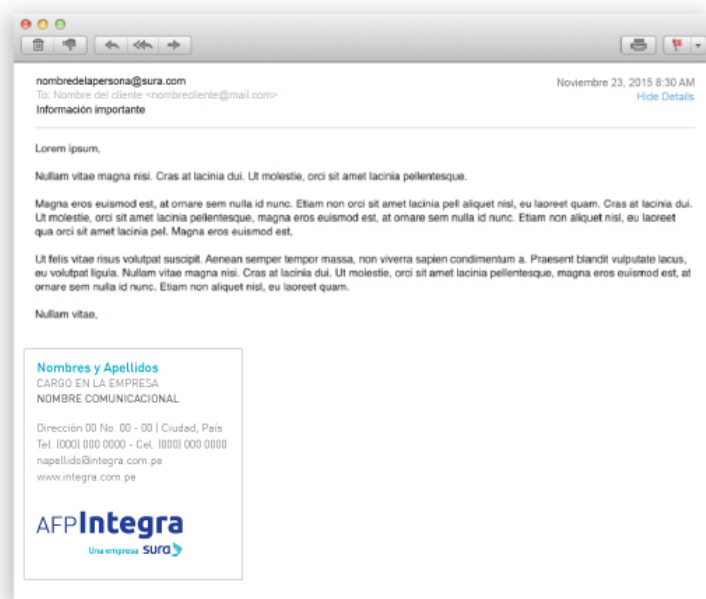 nombredelapersona@sura.com
Noviembre 23, 2015 8:30 AM
To: Nombre del cliente <nombrecliente@mail.com>
Hide Details
Información importante
Lorem ipsum,
Nullam vitae magna nisi. Cras at lacinia dui. Ut molestie, orci sit amet lacinia pellentesque.
Magna eros euismod est, at ornare sem nulla id nunc. Etiam non orci sit amet lacinia pell aliquet nisl, eu laoreet quam. Cras at lacinia dui.
Ut molestie, orci sit amet lacinia pellentesque, magna eros euismod est, at ornare sem nulla id nunc. Etiam non aliquet nisl, eu laoreet
qua orci sit amet lacinia pel. Magna eros euismod est,
Ut felis vitae risus volutpat suscipit. Aenean semper tempor massa, non viverra sapien condimentum a. Praesent blandit vulputate lacus,
eu volutpat ligula. Nullam vitae magna nisi. Cras at lacinia dui. Ut molestie, orci sit amet lacinia pellentesque, magna eros euismod est, at
ornare sem nulla id nunc. Etiam non aliquet nisl, eu laoreet quam.
Nullam vitae,
Nombres y Apellidos
CARGO EN LA EMPRESA
NOMBRE COMUNICACIONAL
Dirección 00 No. 00 - 00 | Ciudad, País
Tel. (000) 000 0000 - Cel. (000) 000 0000
napellido@integra.com.pe
www.integra.com.pe
AFPIntegra
Una empresa sura